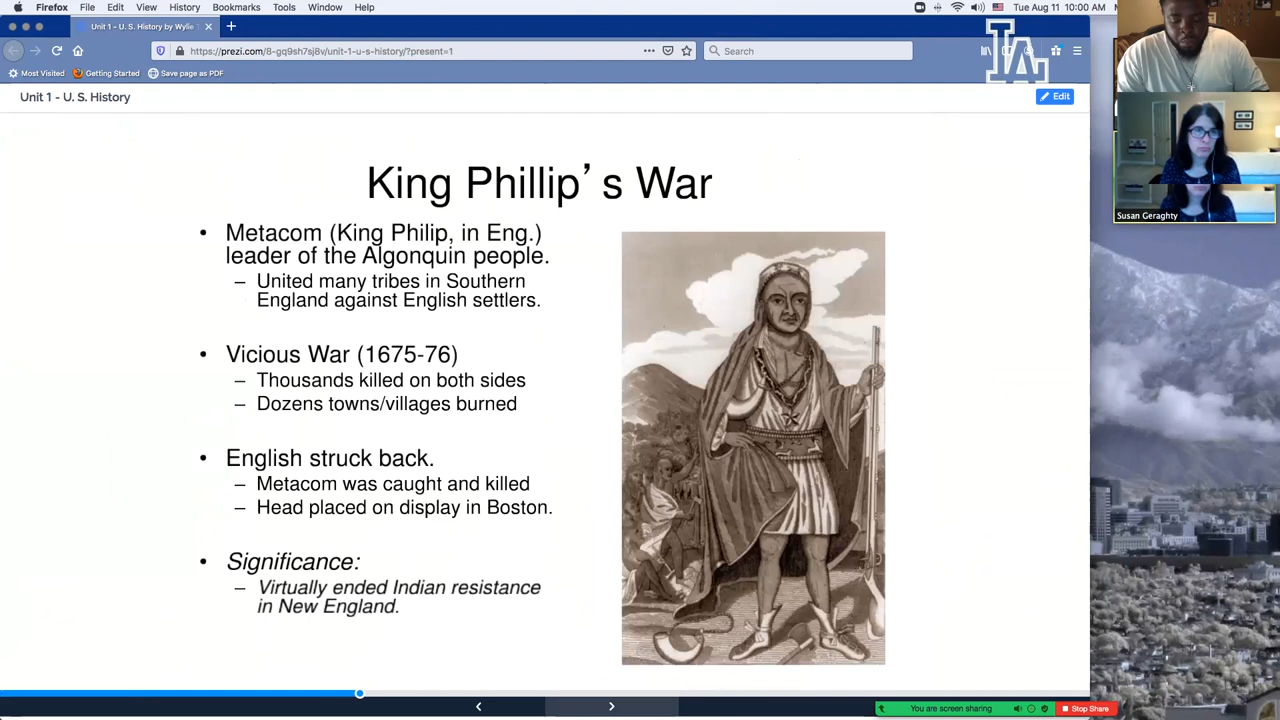 Firefox File Edit View History Bookmarks Tools Window Help
Tue Aug 11 10:00 AM
Unit 1 - U. S. History by Wylie
https://prezi.com/8-gq9sh7sj8v/unit-1-u-s-history/?present=1
Search
LA
Most Visited Getting Started Save page as PDF
Unit 1 - U. S. History
Edit
King Phillip’s War
• Metacom (King Philip, in Eng.)
leader of the Algonquin people.
– United many tribes in Southern
England against English settlers.
• Vicious War (1675-76)
– Thousands killed on both sides
– Dozens towns/villages burned
• English struck back.
– Metacom was caught and killed
– Head placed on display in Boston.
• Significance:
– Virtually ended Indian resistance
in New England.
Susan Geraghty
You are screen sharing
Stop Share